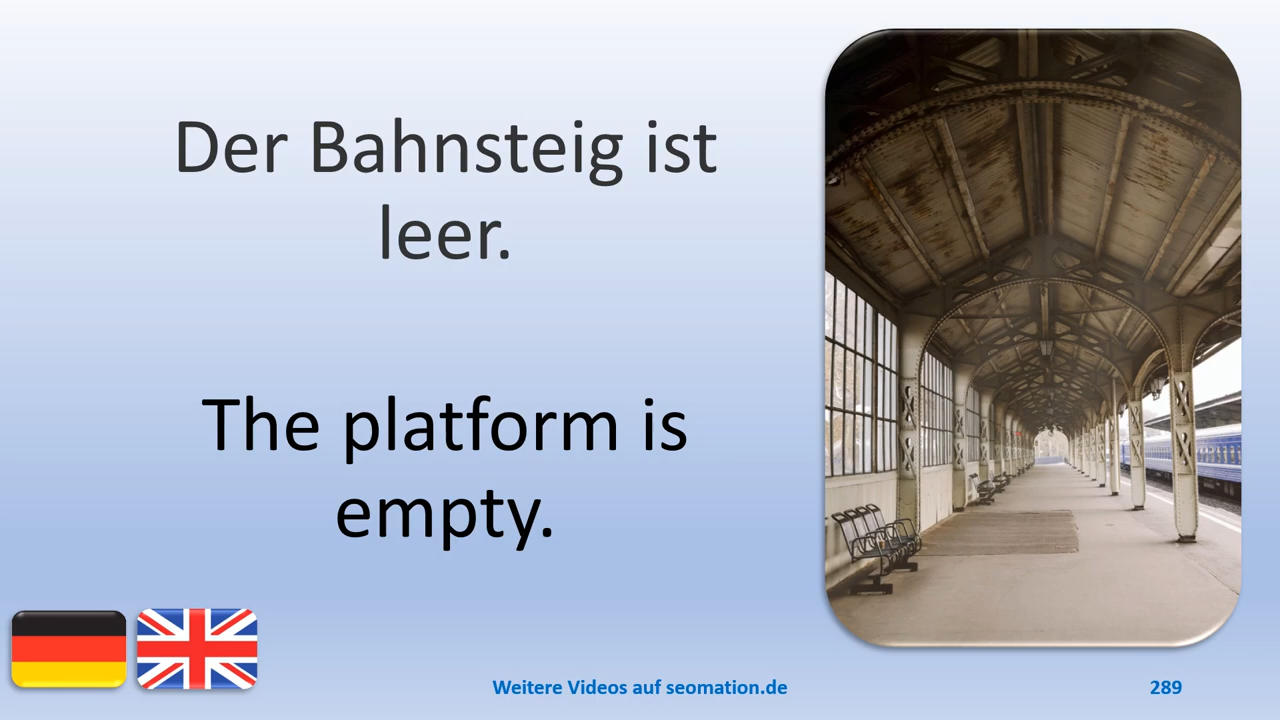 Der Bahnsteig ist
leer.
The platform is
empty.
Weitere Videos auf seomation.de
289